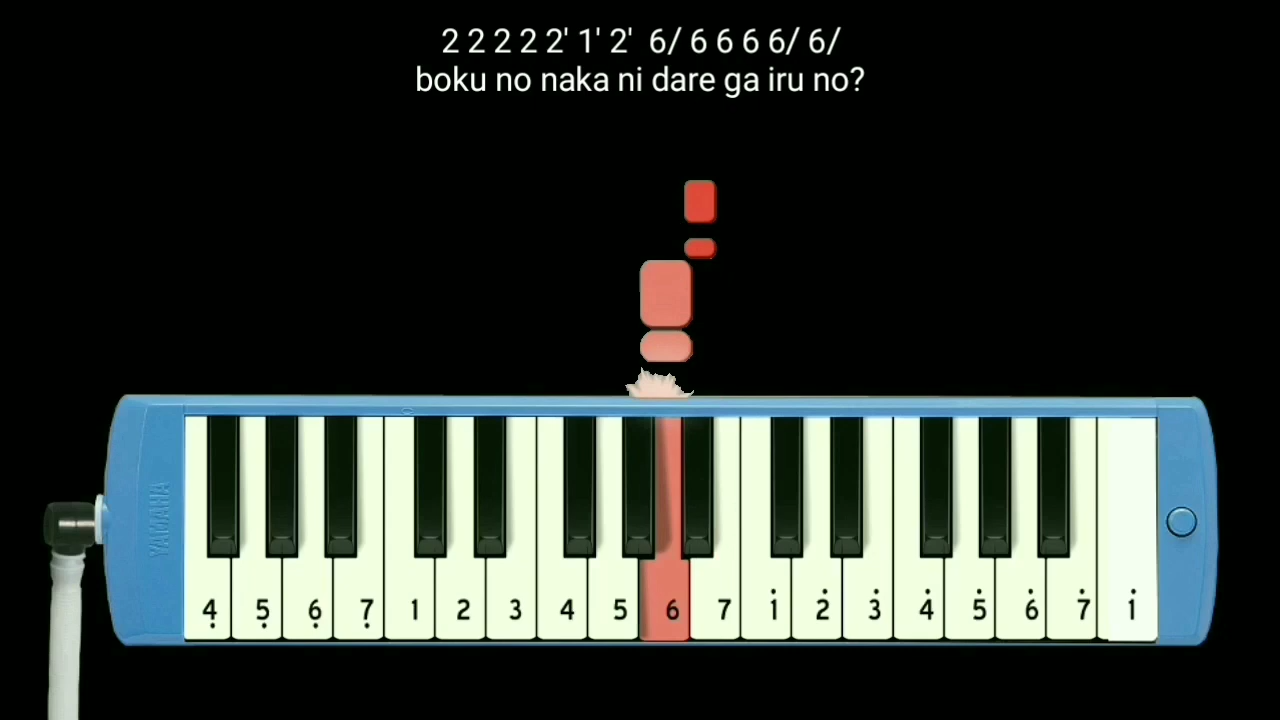 2 2 2 2 2' 1' 2'  6/ 6 6 6 6/ 6/
boku no naka ni dare ga iru no?
YAMAHA
4̣ 5̣ 6̣ 7̣ 1 2 3 4 5 6 7 1̇ 2̇ 3̇ 4̇ 5̇ 6̇ 7̇ 1̇